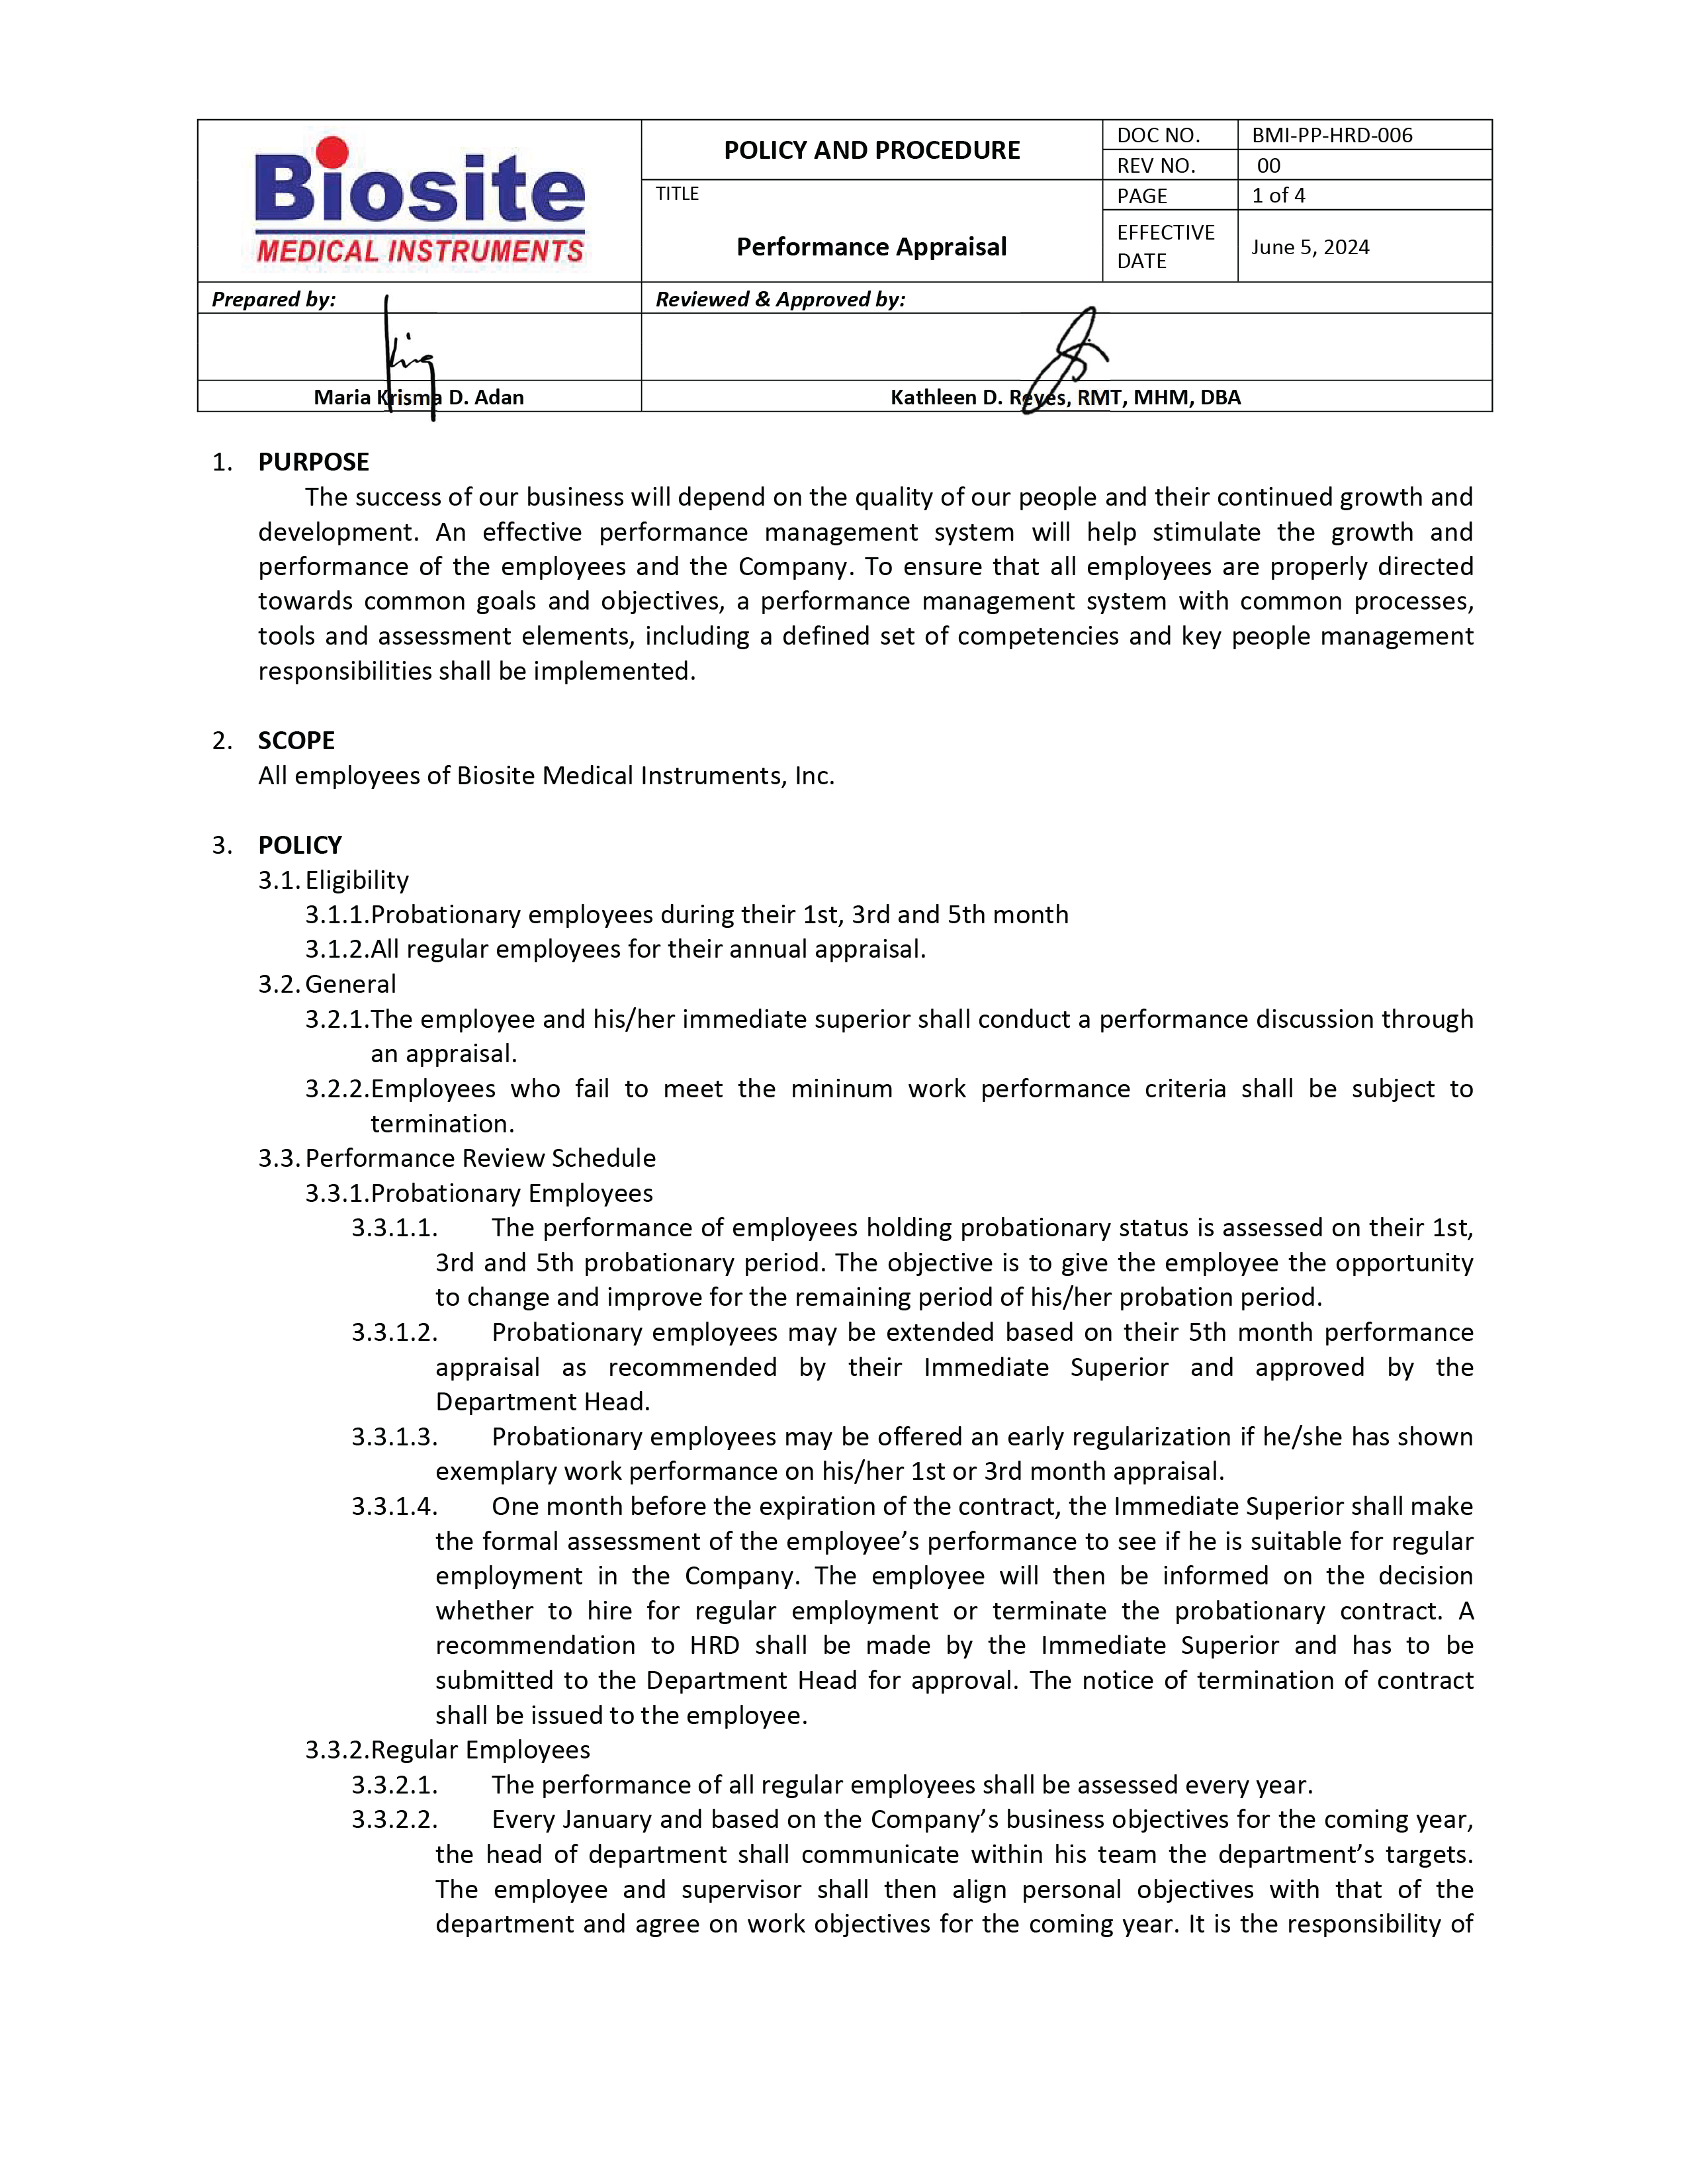 Biosite
MEDICAL INSTRUMENTS
POLICY AND PROCEDURE
DOC NO. BMI-PP-HRD-006
REV NO. 00
TITLE
PAGE 1 of 4
Performance Appraisal
EFFECTIVE DATE June 5, 2024
Prepared by: Reviewed & Approved by:
Maria Krisma D. Adan Kathleen D. Reyes, RMT, MHM, DBA
1. PURPOSE
The success of our business will depend on the quality of our people and their continued growth and
development. An effective performance management system will help stimulate the growth and
performance of the employees and the Company. To ensure that all employees are properly directed
towards common goals and objectives, a performance management system with common processes,
tools and assessment elements, including a defined set of competencies and key people management
responsibilities shall be implemented.
2. SCOPE
All employees of Biosite Medical Instruments, Inc.
3. POLICY
3.1. Eligibility
3.1.1.Probationary employees during their 1st, 3rd and 5th month
3.1.2.All regular employees for their annual appraisal.
3.2. General
3.2.1.The employee and his/her immediate superior shall conduct a performance discussion through
an appraisal.
3.2.2.Employees who fail to meet the mininum work performance criteria shall be subject to
termination.
3.3. Performance Review Schedule
3.3.1.Probationary Employees
3.3.1.1. The performance of employees holding probationary status is assessed on their 1st,
3rd and 5th probationary period. The objective is to give the employee the opportunity
to change and improve for the remaining period of his/her probation period.
3.3.1.2. Probationary employees may be extended based on their 5th month performance
appraisal as recommended by their Immediate Superior and approved by the
Department Head.
3.3.1.3. Probationary employees may be offered an early regularization if he/she has shown
exemplary work performance on his/her 1st or 3rd month appraisal.
3.3.1.4. One month before the expiration of the contract, the Immediate Superior shall make
the formal assessment of the employee’s performance to see if he is suitable for regular
employment in the Company. The employee will then be informed on the decision
whether to hire for regular employment or terminate the probationary contract. A
recommendation to HRD shall be made by the Immediate Superior and has to be
submitted to the Department Head for approval. The notice of termination of contract
shall be issued to the employee.
3.3.2.Regular Employees
3.3.2.1. The performance of all regular employees shall be assessed every year.
3.3.2.2. Every January and based on the Company’s business objectives for the coming year,
the head of department shall communicate within his team the department’s targets.
The employee and supervisor shall then align personal objectives with that of the
department and agree on work objectives for the coming year. It is the responsibility of